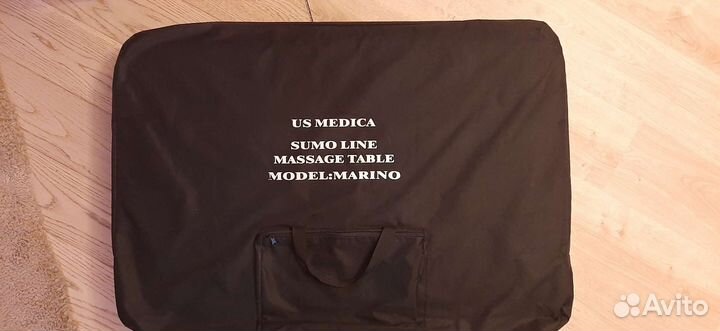 US MEDICA
SUMO LINE
MASSAGE TABLE
MODEL:MARINO
Avito